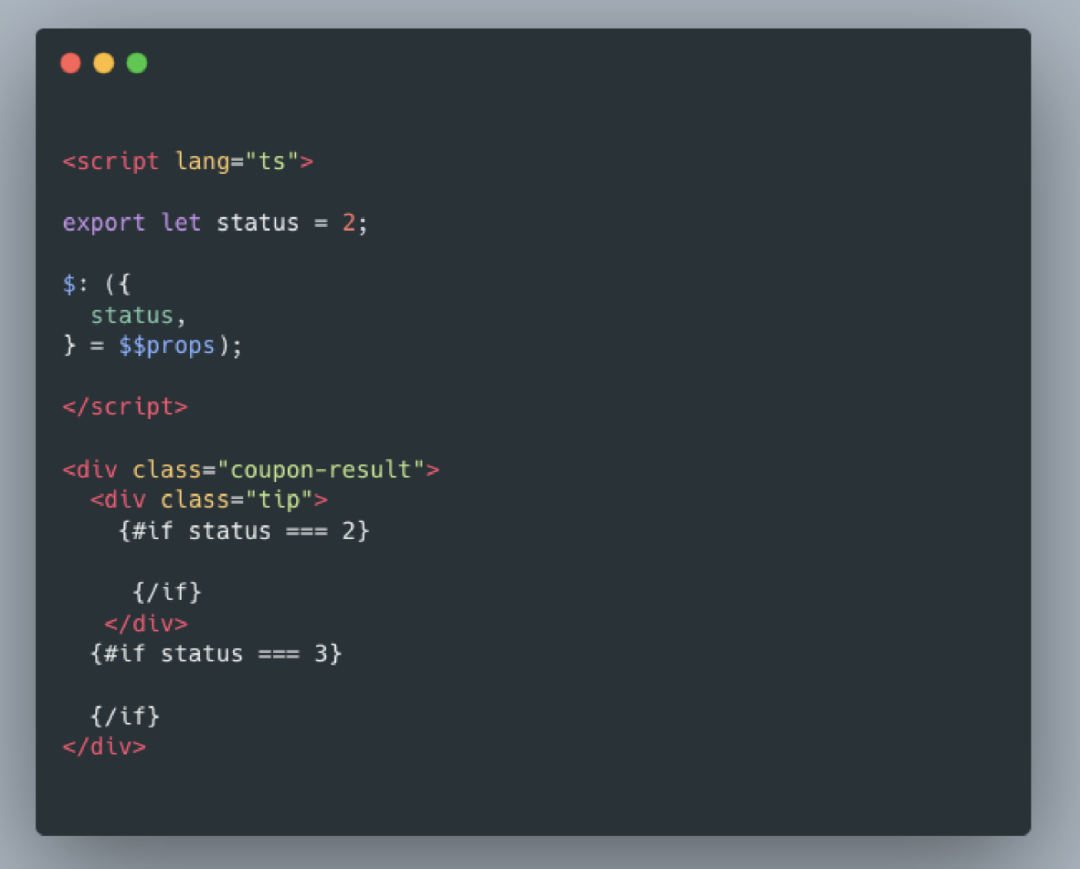 <script lang="ts">
export let status = 2;
$: ({
status,
} = $$props);
</script>
<div class="coupon-result">
<div class="tip">
{#if status === 2}
{/if}
</div>
{#if status === 3}
{/if}
</div>